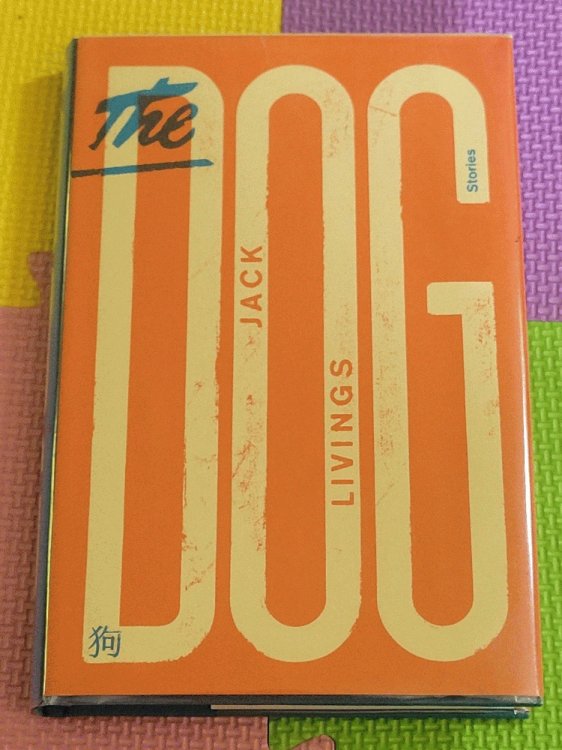 The
DOG
Stories
JACK
LIVINGS
狗